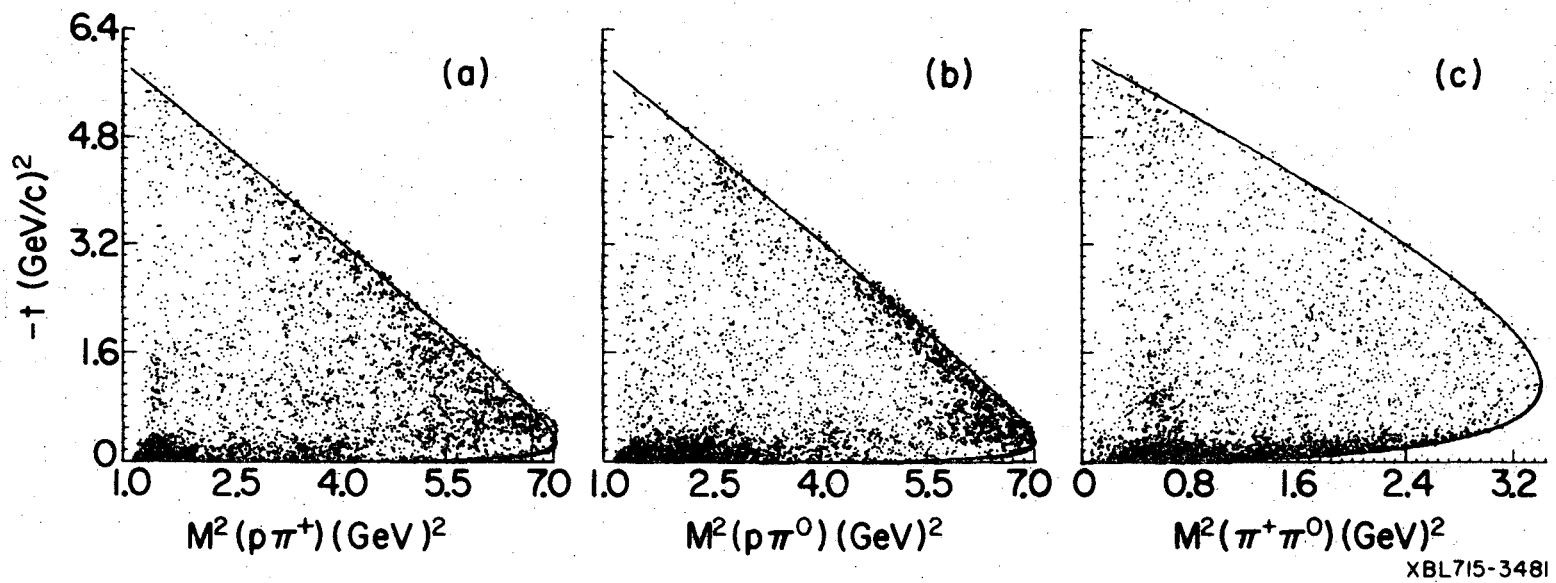 (a)
(b)
(c)
6.4
4.8
3.2
1.6
0
-t (GeV/c)²
1.0 2.5 4.0 5.5 7.0
1.0 2.5 4.0 5.5 7.0
0 0.8 1.6 2.4 3.2
M²(pπ⁺)(GeV)²
M²(pπ⁰)(GeV)²
M²(π⁺π⁰)(GeV)²
XBL715-3481